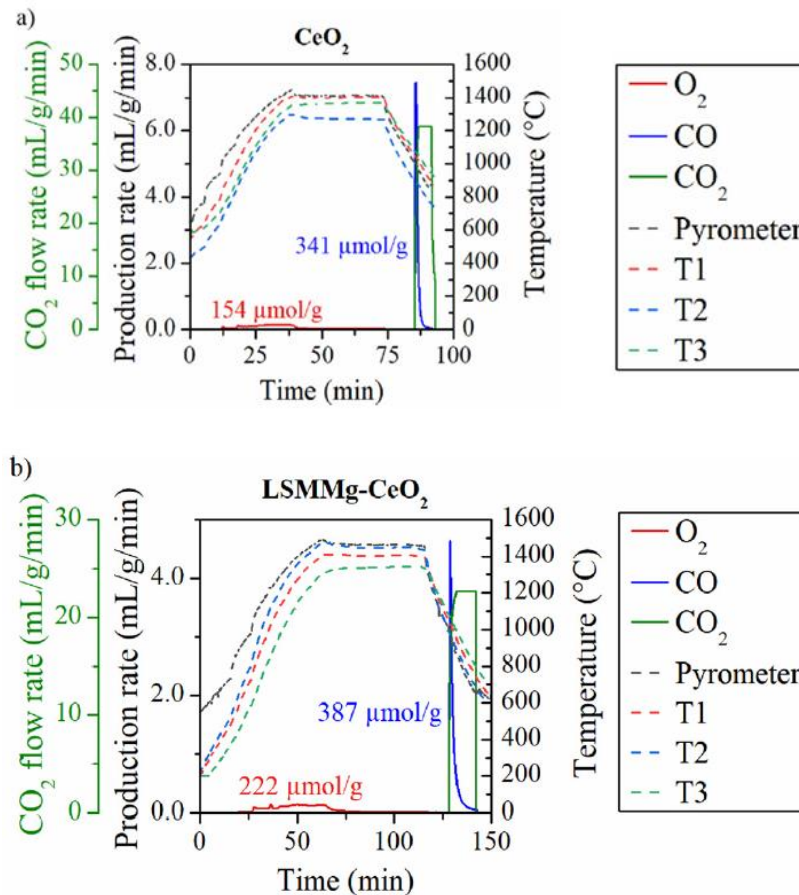 a)
CeO2
CO2 flow rate (mL/g/min)
50
40
30
20
10
0
Production rate (mL/g/min)
8.0
6.0
4.0
2.0
0.0
341 µmol/g
154 µmol/g
1600
1400
1200
1000
800
600
400
200
0
Temperature (°C)
0 25 50 75 100
Time (min)
O2
CO
CO2
Pyrometer
T1
T2
T3
b)
LSMMg-CeO2
CO2 flow rate (mL/g/min)
30
20
10
0
Production rate (mL/g/min)
4.0
2.0
0.0
387 µmol/g
222 µmol/g
1600
1400
1200
1000
800
600
400
200
0
Temperature (°C)
0 50 100 150
Time (min)
O2
CO
CO2
Pyrometer
T1
T2
T3